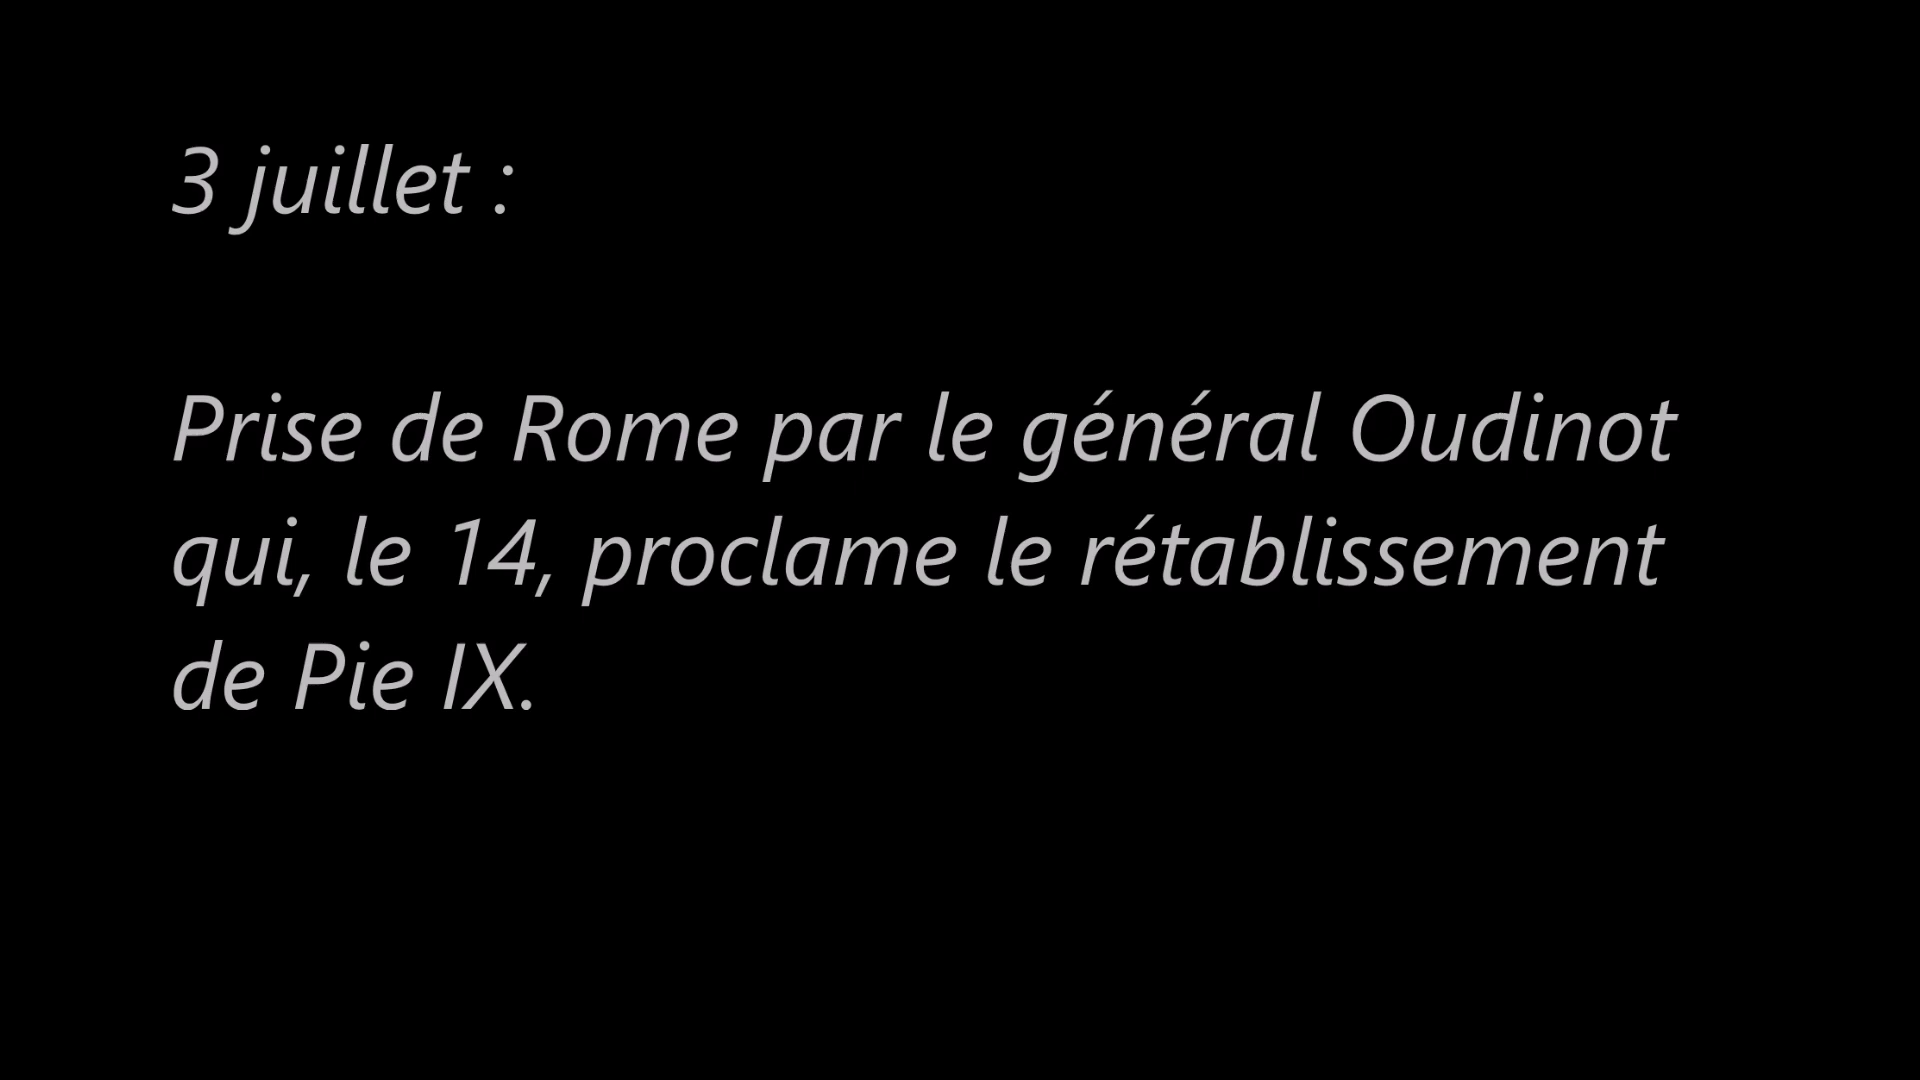 3 juillet :
Prise de Rome par le général Oudinot
qui, le 14, proclame le rétablissement
de Pie IX.